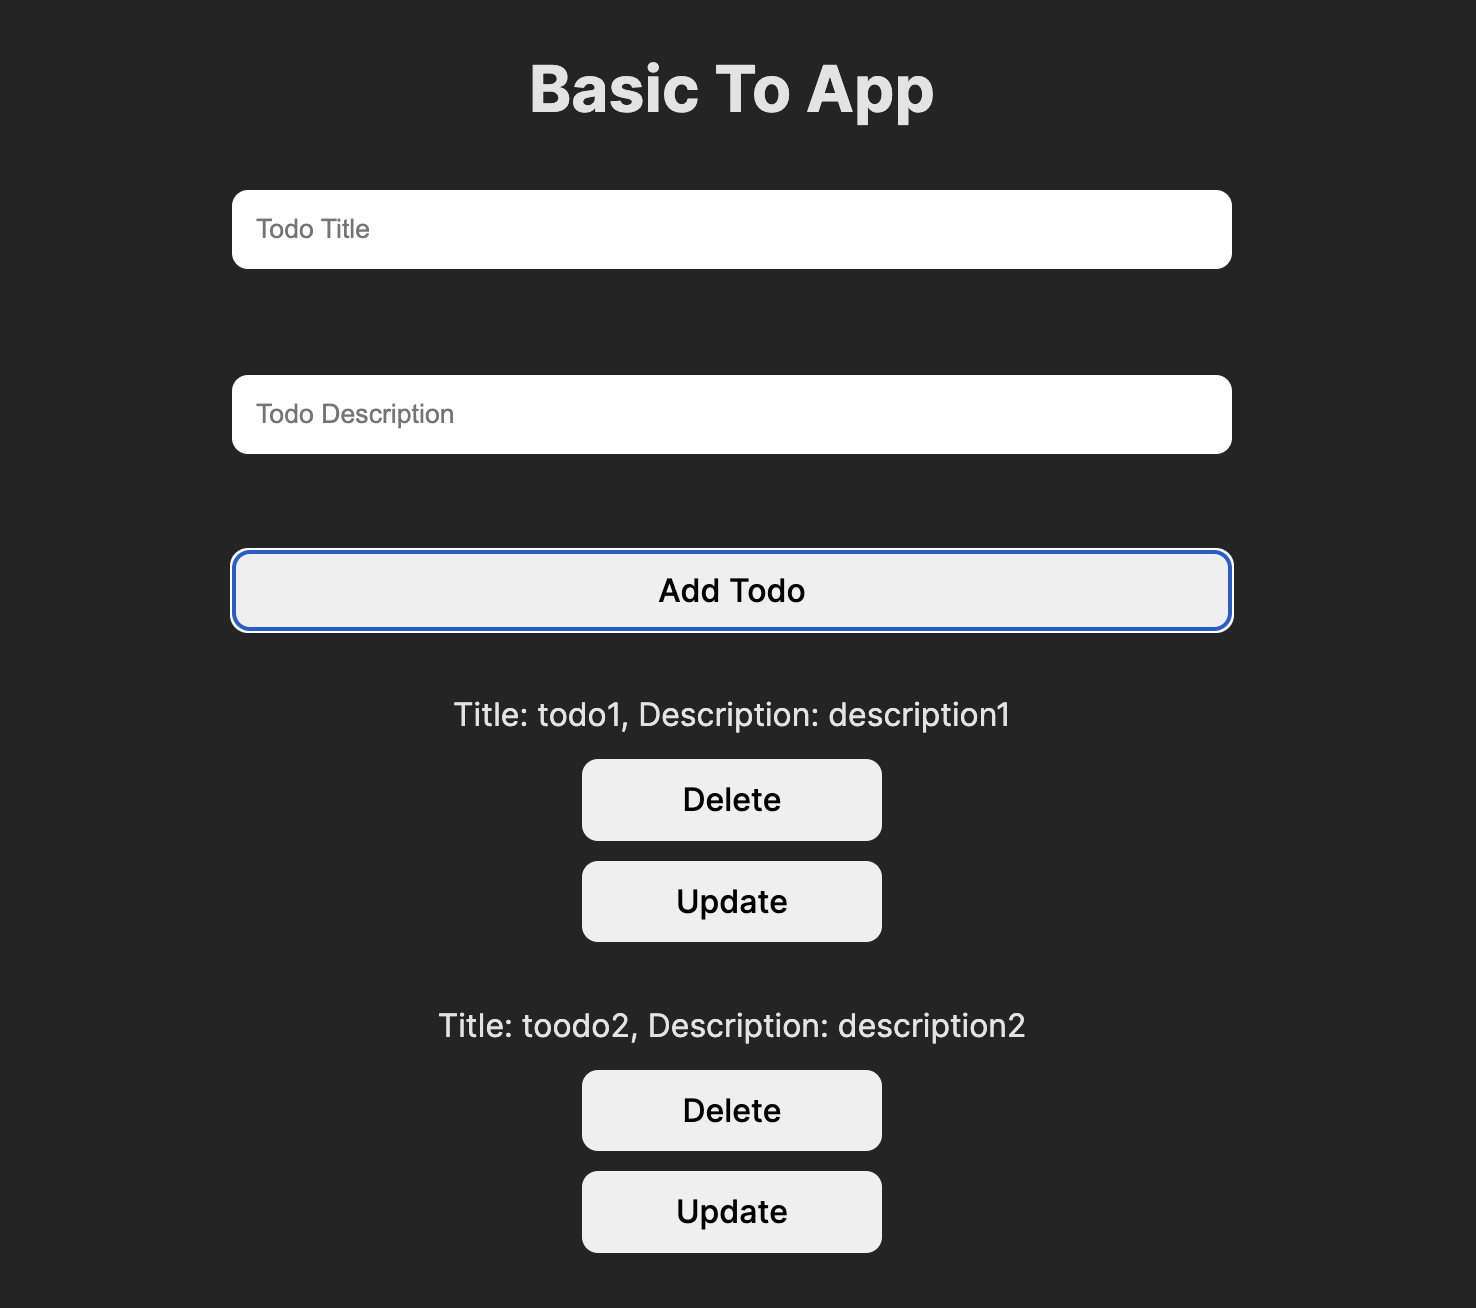 Basic To App
Todo Title
Todo Description
Add Todo
Title: todo1, Description: description1
Delete
Update
Title: toodo2, Description: description2
Delete
Update